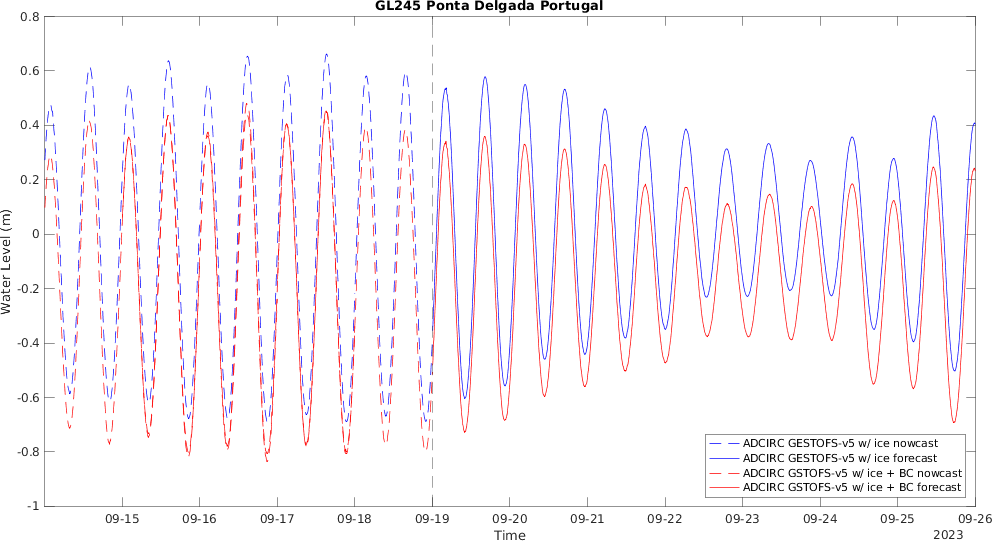 GL245 Ponta Delgada Portugal
0.8
0.6
0.4
0.2
0
-0.2
-0.4
-0.6
-0.8
-1
Water Level (m)
ADCIRC GESTOFS-v5 w/ ice nowcast
ADCIRC GESTOFS-v5 w/ ice forecast
ADCIRC GSTOFS-v5 w/ ice + BC nowcast
ADCIRC GSTOFS-v5 w/ ice + BC forecast
09-15 09-16 09-17 09-18 09-19 09-20 09-21 09-22 09-23 09-24 09-25 09-26
Time
2023